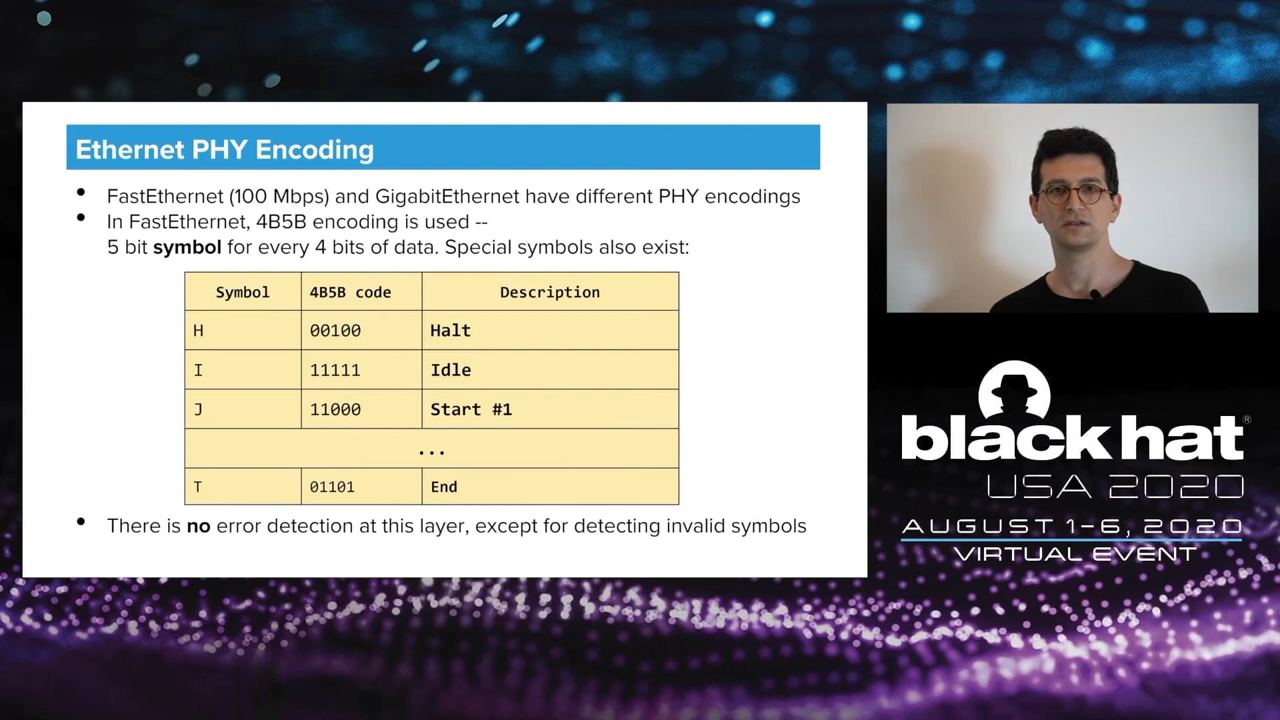 Ethernet PHY Encoding
• FastEthernet (100 Mbps) and GigabitEthernet have different PHY encodings
• In FastEthernet, 4B5B encoding is used --
5 bit symbol for every 4 bits of data. Special symbols also exist:
Symbol 4B5B code Description
H 00100 Halt
I 11111 Idle
J 11000 Start #1
...
T 01101 End
• There is no error detection at this layer, except for detecting invalid symbols
black hat®
USA 2020
AUGUST 1-6, 2020
VIRTUAL EVENT